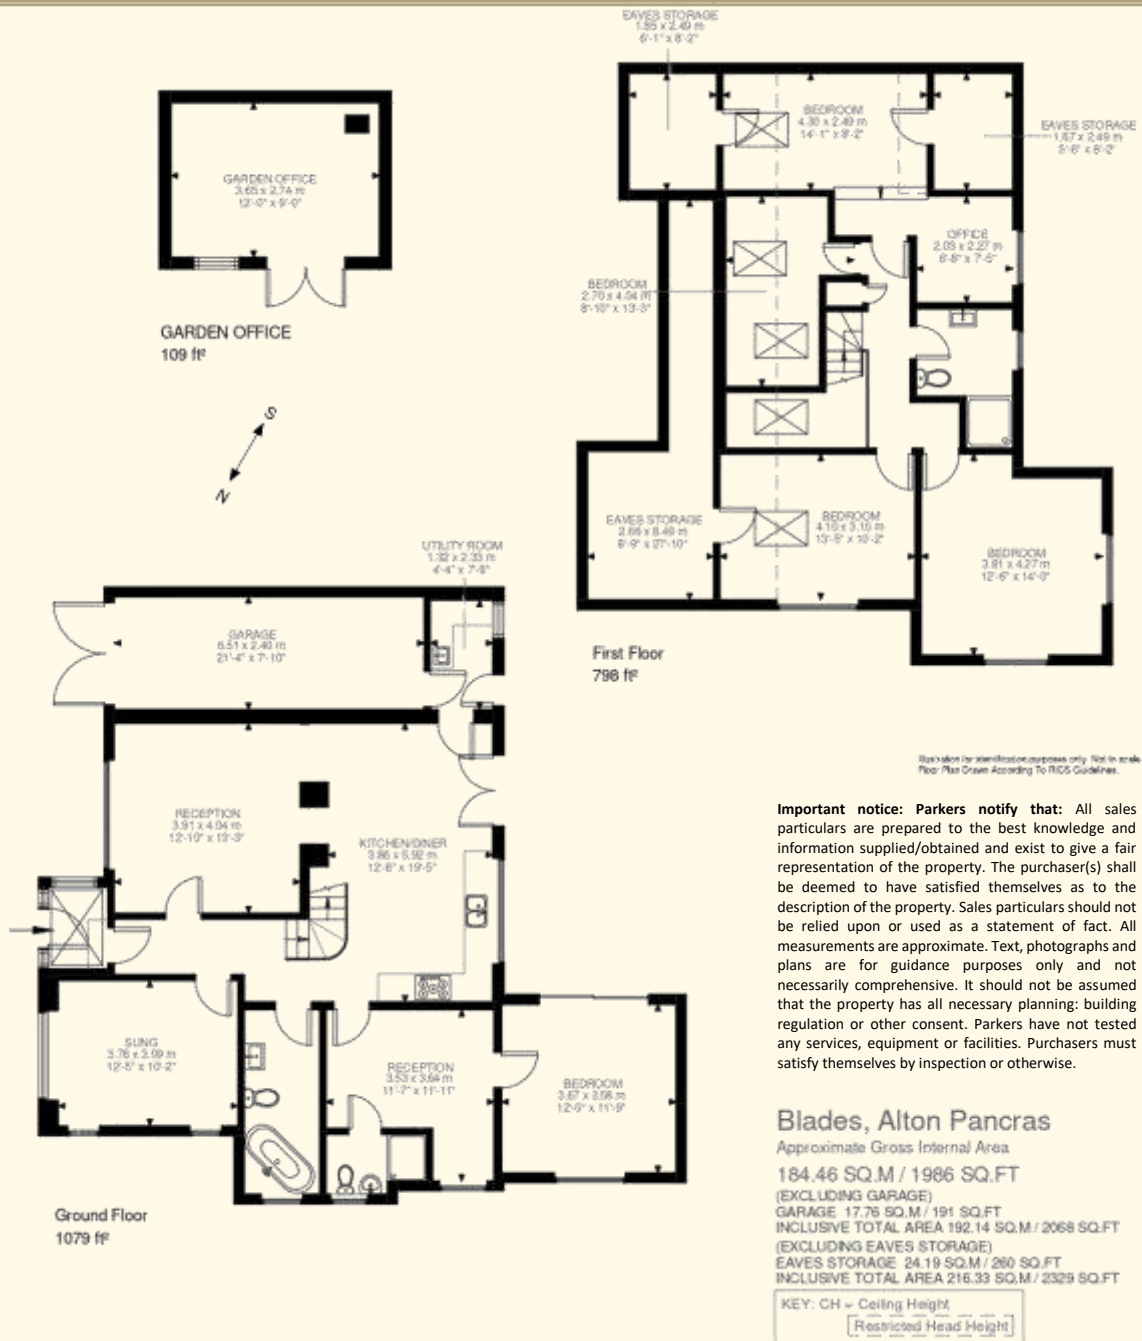 EAVES STORAGE
1.85 x 2.49 m
6'-1" x 8'-2"
BEDROOM
4.30 x 2.49 m
14'-1" x 8'-2"
EAVES STORAGE
1.67 x 2.49 m
5'-6" x 8'-2"
GARDEN OFFICE
3.65 x 2.74 m
12'-0" x 9'-0"
OFFICE
2.03 x 2.27 m
6'-8" x 7'-5"
BEDROOM
2.70 x 4.04 m
8'-10" x 13'-3"
GARDEN OFFICE
109 ft²
S
N
EAVES STORAGE
8.49 m
27'-10"
BEDROOM
13'-5" x 10'-2"
BEDROOM
3.81 x 4.27 m
12'-6" x 14'-0"
UTILITY ROOM
1.32 x 2.33 m
4'-4" x 7'-8"
First Floor
798 ft²
GARAGE
6.51 x 2.40 m
21'-4" x 7'-10"
Illustration for identification purposes only. Not to scale
Floor Plan Drawn According To RICS Guidelines.
RECEPTION
3.91 x 4.04 m
12'-10" x 13'-3"
KITCHEN/DINER
3.86 x 5.92 m
12'-8" x 19'-5"
Important notice: Parkers notify that: All sales
particulars are prepared to the best knowledge and
information supplied/obtained and exist to give a fair
representation of the property. The purchaser(s) shall
be deemed to have satisfied themselves as to the
description of the property. Sales particulars should not
be relied upon or used as a statement of fact. All
measurements are approximate. Text, photographs and
plans are for guidance purposes only and not
necessarily comprehensive. It should not be assumed
that the property has all necessary planning: building
regulation or other consent. Parkers have not tested
any services, equipment or facilities. Purchasers must
satisfy themselves by inspection or otherwise.
SUNG
12'-5" x 10'-2"
RECEPTION
3.53 x 3.64 m
11'-7" x 11'-11"
BEDROOM
3.67 x 3.58 m
x 11'-9"
Ground Floor
1079 ft²
Blades, Alton Pancras
Approximate Gross Internal Area
184.46 SQ.M / 1986 SQ.FT
(EXCLUDING GARAGE)
GARAGE 17.76 SQ.M / 191 SQ.FT
INCLUSIVE TOTAL AREA 192.14 SQ.M / 2068 SQ.FT
(EXCLUDING EAVES STORAGE)
EAVES STORAGE 24.19 SQ.M / 260 SQ.FT
INCLUSIVE TOTAL AREA 216.33 SQ.M / 2329 SQ.FT
KEY: CH = Ceiling Height
Restricted Head Height